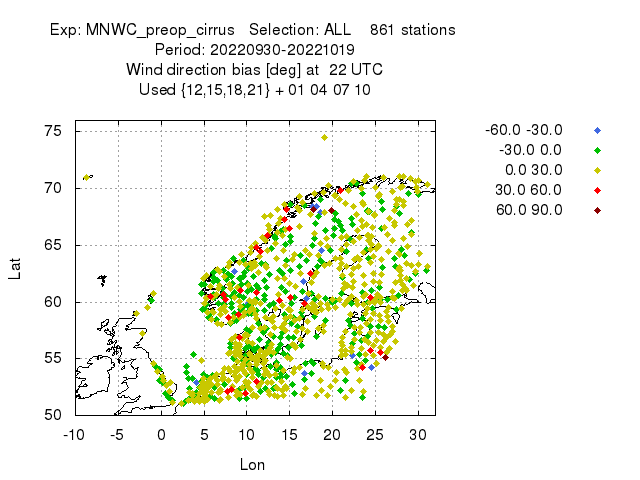 Exp: MNWC_preop_cirrus   Selection: ALL    861 stations
Period: 20220930-20221019
Wind direction bias [deg] at  22 UTC
Used {12,15,18,21} + 01 04 07 10
-60.0 -30.0
-30.0 0.0
0.0 30.0
30.0 60.0
60.0 90.0
75
70
65
60
55
50
Lat
-10 -5 0 5 10 15 20 25 30
Lon